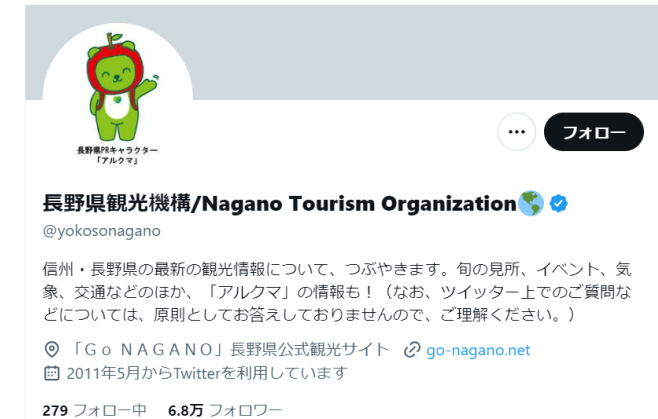 長野県PRキャラクター
「アルクマ」
フォロー
長野県観光機構/Nagano Tourism Organization
@yokosonagano
信州・長野県の最新の観光情報について、つぶやきます。旬の見所、イベント、気
象、交通などのほか、「アルクマ」の情報も！（なお、ツイッター上でのご質問な
どについては、原則としてお答えしておりませんので、ご理解ください。）
「Ｇｏ ＮＡＧＡＮＯ」長野県公式観光サイト go-nagano.net
2011年5月からTwitterを利用しています
279 フォロー中 6.8万 フォロワー